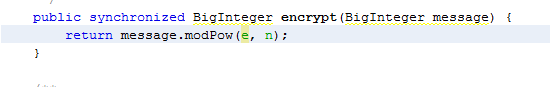 public synchronized BigInteger encrypt(BigInteger message) {
return message.modPow(e, n);
}